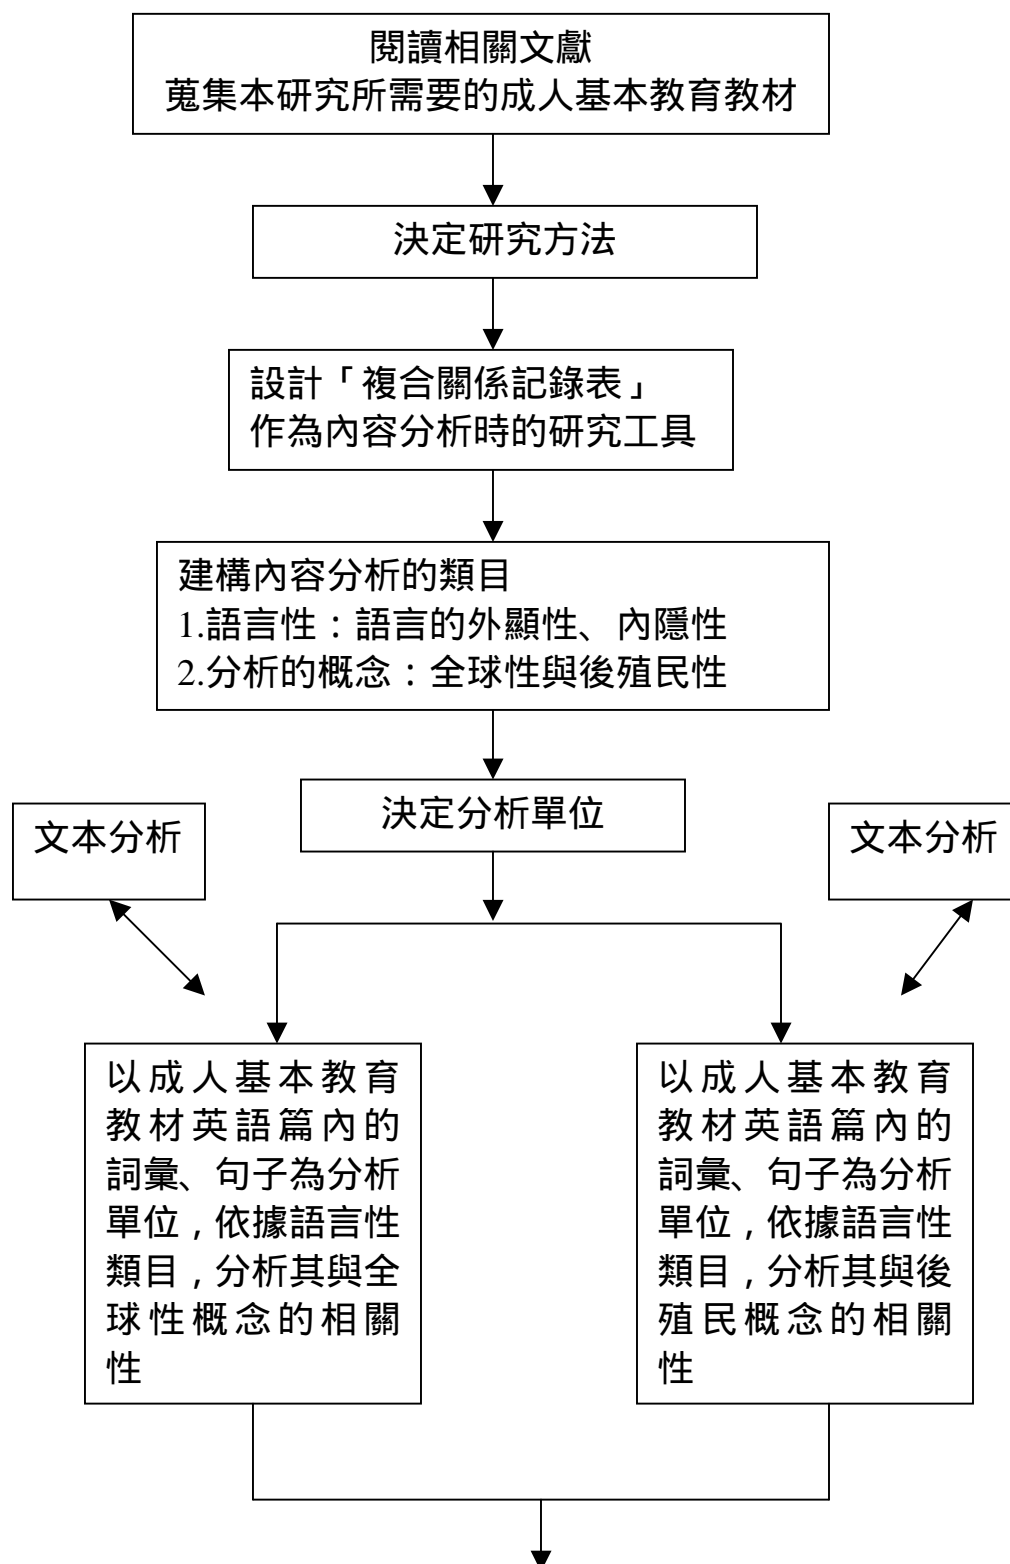 閱讀相關文獻
蒐集本研究所需要的成人基本教育教材
決定研究方法
設計「複合關係記錄表」
作為內容分析時的研究工具
建構內容分析的類目
1.語言性：語言的外顯性、內隱性
2.分析的概念：全球性與後殖民性
決定分析單位
文本分析
文本分析
以成人基本教育
教材英語篇內的
詞彙、句子為分析
單位，依據語言性
類目，分析其與全
球性概念的相關
性
以成人基本教育
教材英語篇內的
詞彙、句子為分析
單位，依據語言性
類目，分析其與後
殖民概念的相關
性